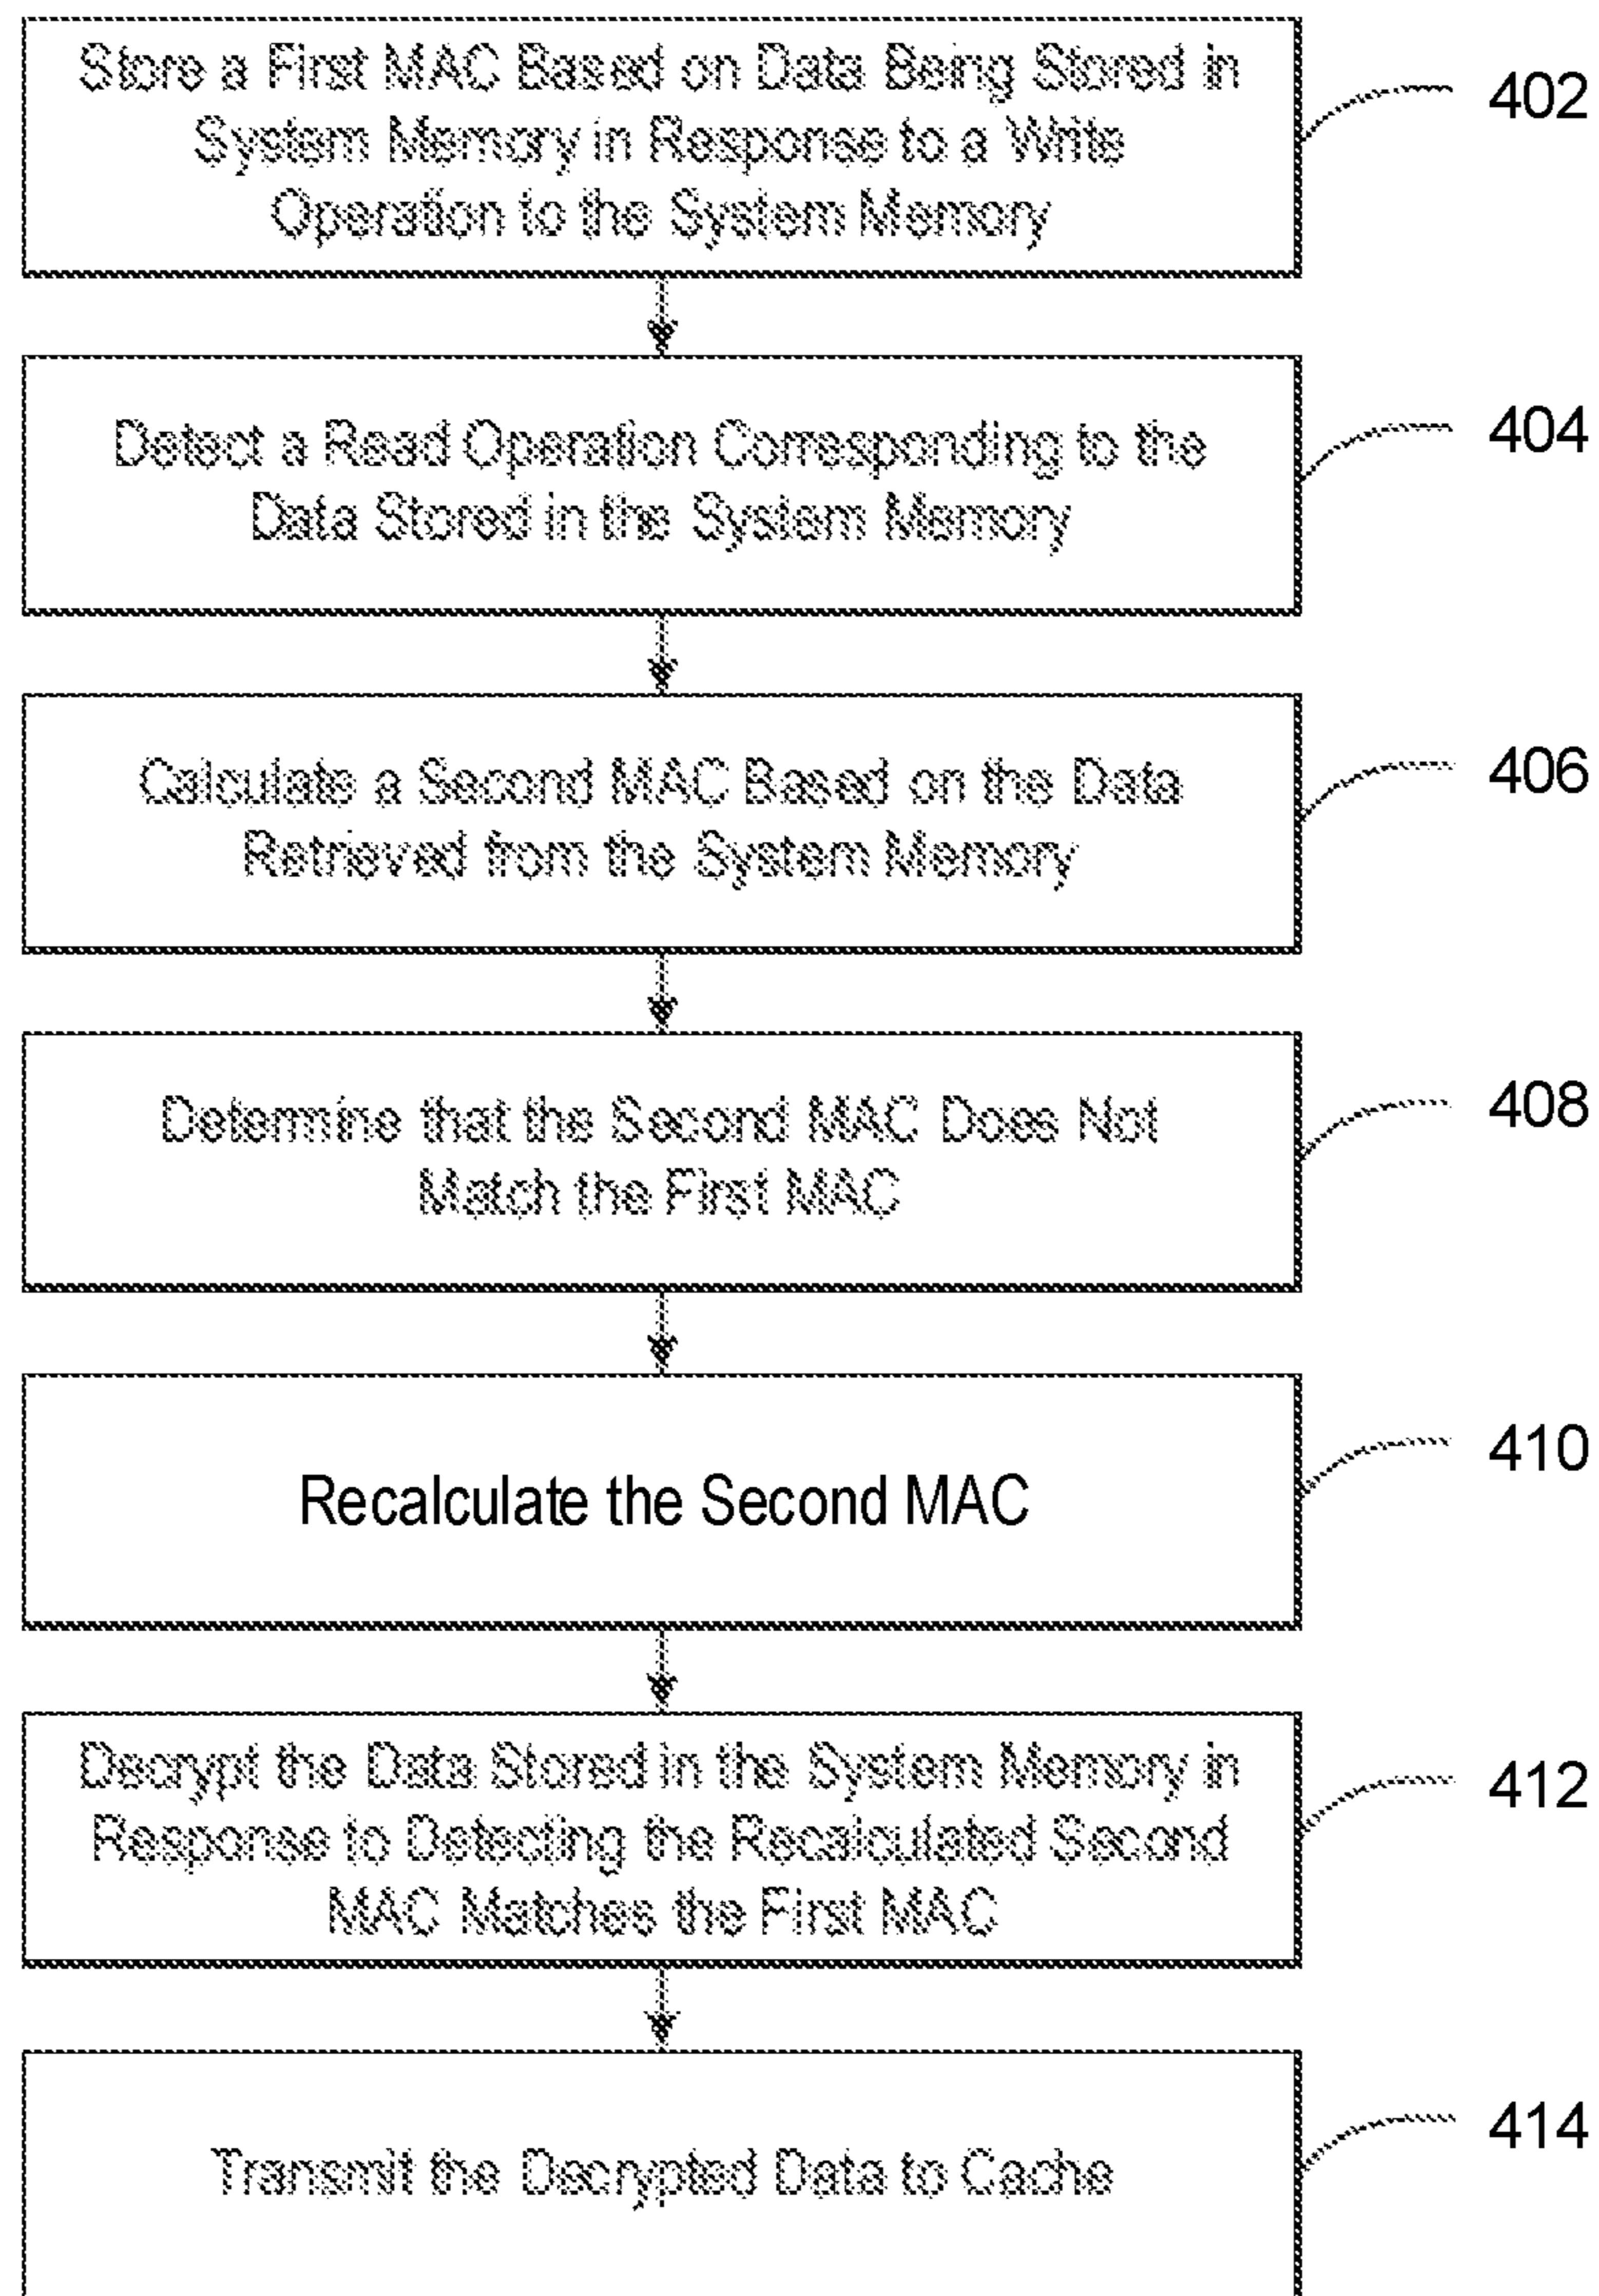 Store a First MAC Based on Data Being Stored in
System Memory in Response to a Write
Operation to the System Memory
402
Detect a Read Operation Corresponding to the
Data Stored in the System Memory
404
Calculate a Second MAC Based on the Data
Retrieved from the System Memory
406
Determine that the Second MAC Does Not
Match the First MAC
408
Recalculate the Second MAC
410
Decrypt the Data Stored in the System Memory in
Response to Detecting the Recalculated Second
MAC Matches the First MAC
412
Transmit the Decrypted Data to Cache
414